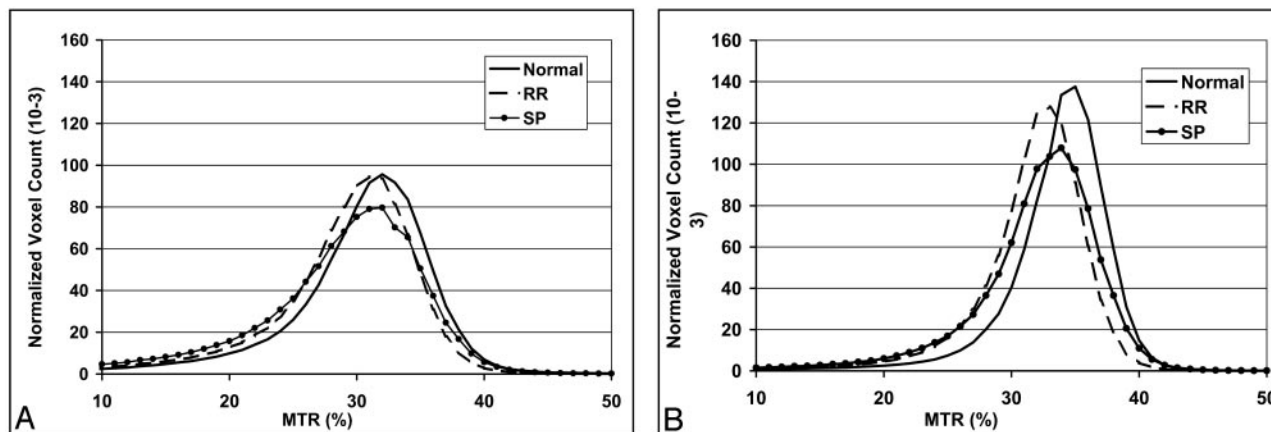 160
140
120
100
80
60
40
20
0
Normalized Voxel Count (10-3)
Normal
RR
SP
10 20 30 40 50
MTR (%)
A
160
140
120
100
80
60
40
20
0
Normalized Voxel Count (10-
3)
Normal
RR
SP
10 20 30 40 50
MTR (%)
B